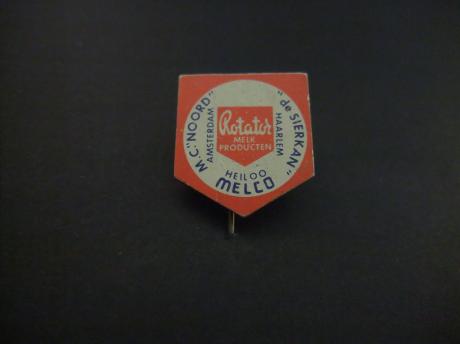 M.C. "NOORD"
AMSTERDAM
"de SIERKAN"
HAARLEM
Rotator
MELK
PRODUCTEN
HEILOO
MELCO